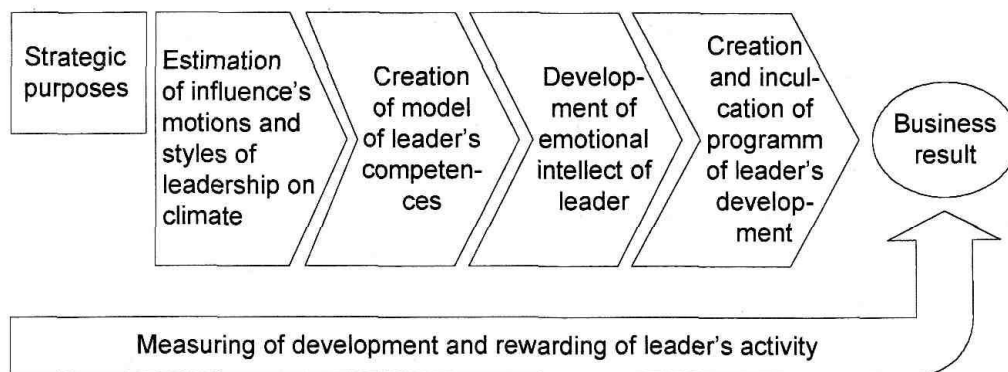 Strategic
purposes
Estimation
of influence's
motions and
styles of
leadership on
climate
Creation
of model
of leader's
competen-
ces
Develop-
ment of
emotional
intellect of
leader
Creation
and incul-
cation of
programm
of leader's
develop-
ment
Business
result
Measuring of development and rewarding of leader's activity